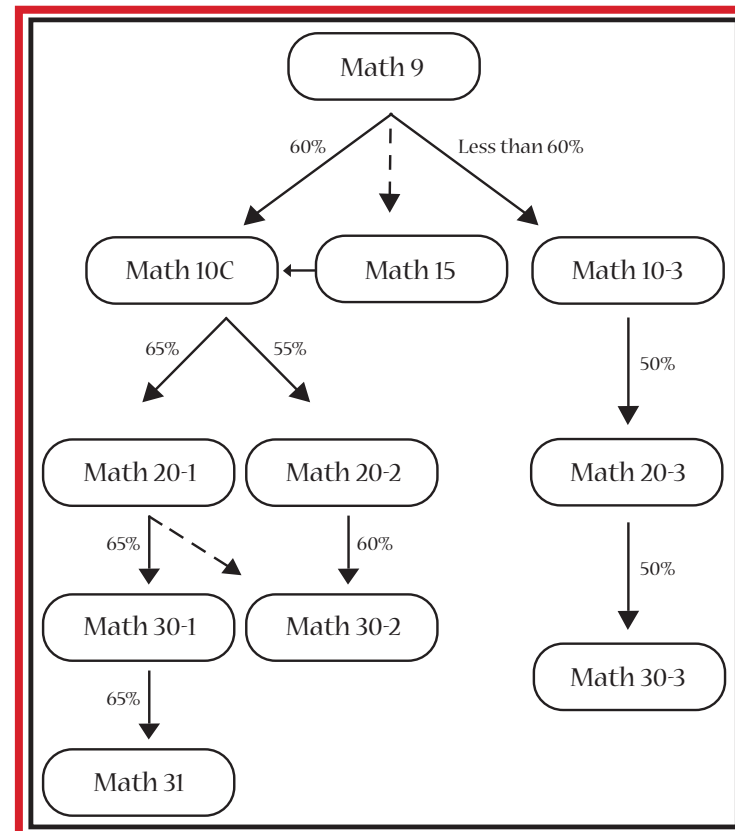 Math 9
60%
Less than 60%
Math 10C
Math 15
Math 10-3
65%
55%
50%
Math 20-1
Math 20-2
Math 20-3
65%
60%
50%
Math 30-1
Math 30-2
Math 30-3
65%
Math 31